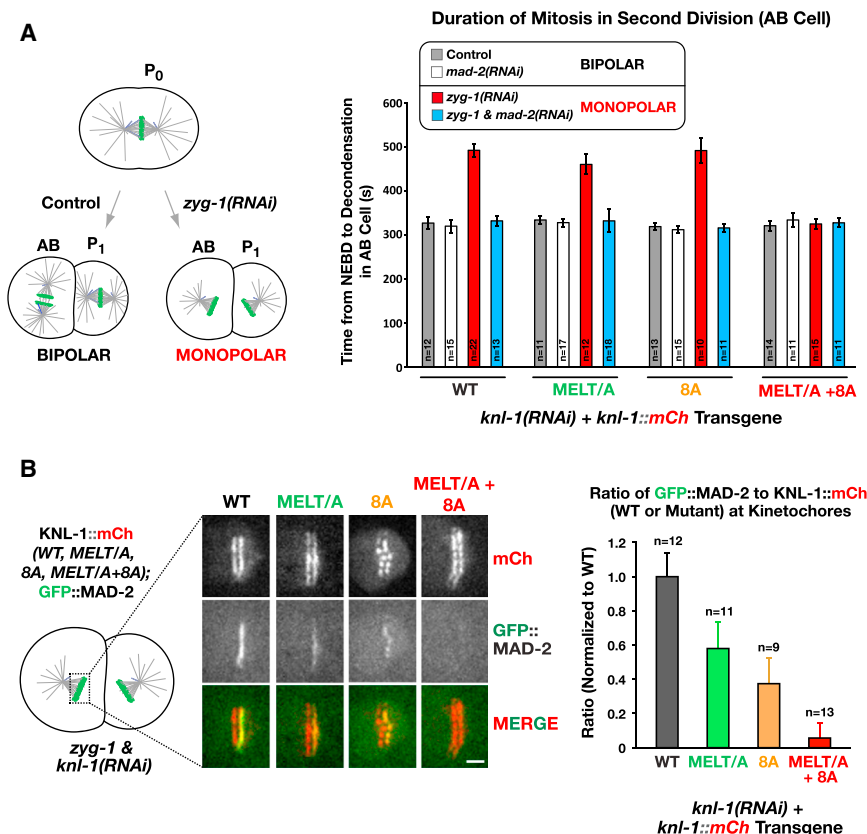 A
P0
Control
zyg-1(RNAi)
AB
P1
AB
P1
BIPOLAR
MONOPOLAR
Duration of Mitosis in Second Division (AB Cell)
Control
mad-2(RNAi)
BIPOLAR
zyg-1(RNAi)
zyg-1 & mad-2(RNAi)
MONOPOLAR
Time from NEBD to Decondensation
in AB Cell (s)
600
500
400
300
200
100
0
n=12
n=15
n=22
n=13
n=11
n=17
n=12
n=18
n=13
n=15
n=10
n=11
n=14
n=11
n=15
n=11
WT
MELT/A
8A
MELT/A +8A
knl-1(RNAi) + knl-1::mCh Transgene
B
KNL-1::mCh
(WT, MELT/A,
8A, MELT/A+8A);
GFP::MAD-2
zyg-1 &
knl-1(RNAi)
WT
MELT/A
8A
MELT/A +
8A
mCh
GFP::
MAD-2
MERGE
Ratio of GFP::MAD-2 to KNL-1::mCh
(WT or Mutant) at Kinetochores
Ratio (Normalized to WT)
1.2
1.0
0.8
0.6
0.4
0.2
0
n=12
n=11
n=9
n=13
WT
MELT/A
8A
MELT/A
+ 8A
knl-1(RNAi) +
knl-1::mCh Transgene